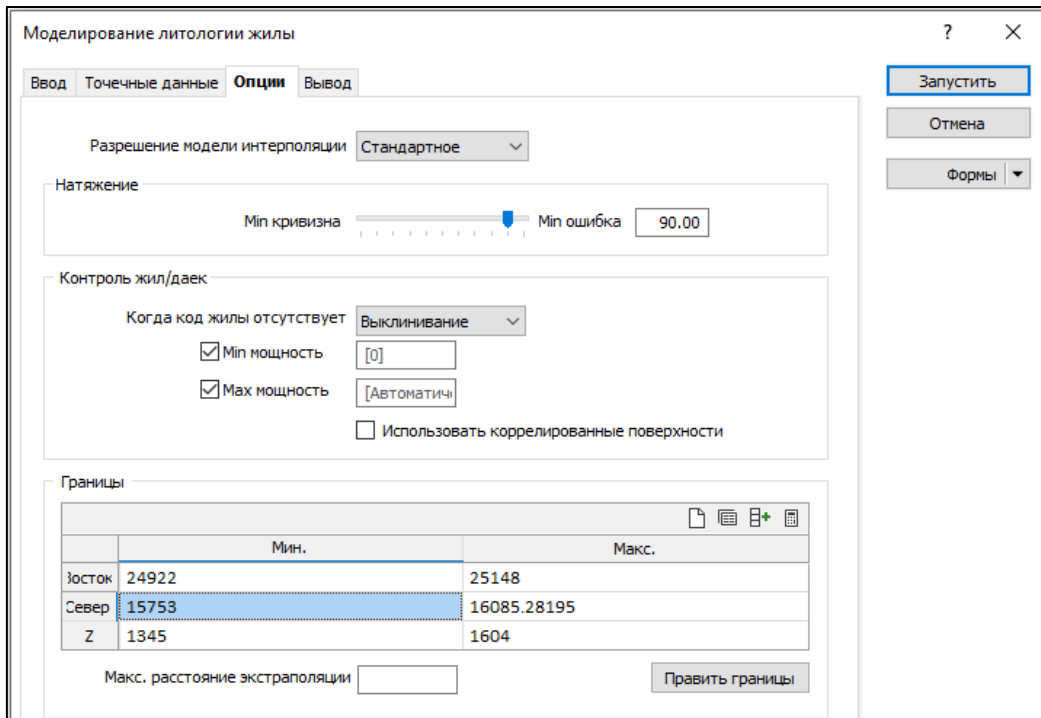 Моделирование литологии жилы ?
Ввод Точечные данные Опции Вывод Запустить
Отмена
Разрешение модели интерполяции Стандартное
Формы
Натяжение
Min кривизна Min ошибка 90.00
Контроль жил/даек
Когда код жилы отсутствует Выклинивание
Min мощность [0]
Max мощность [Автоматич
Использовать коррелированные поверхности
Границы
Мин. Макс.
Восток 24922 25148
Север 15753 16085.28195
Z 1345 1604
Макс. расстояние экстраполяции Править границы